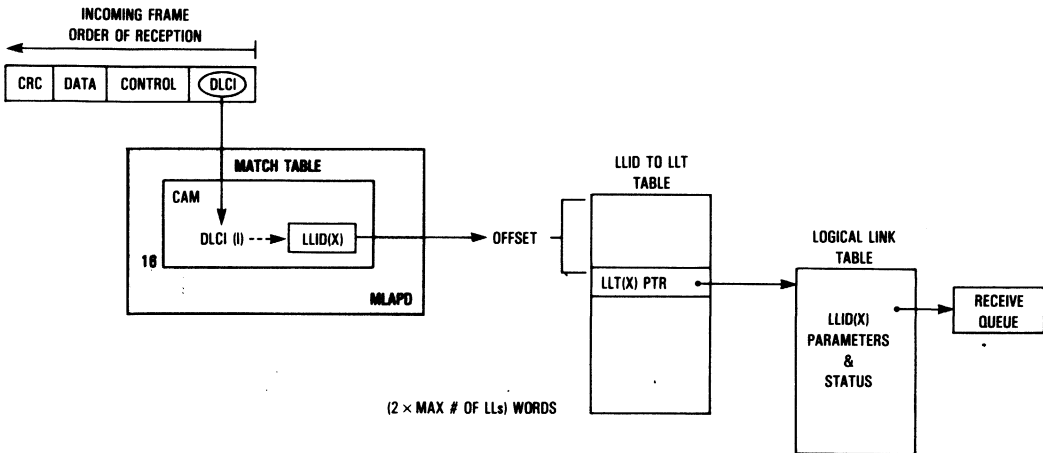 INCOMING FRAME
ORDER OF RECEPTION
CRC DATA CONTROL DLCI
MATCH TABLE
CAM
DLCI (I) LLID(X)
16
MLAPD
OFFSET
LLID TO LLT
TABLE
LLT(X) PTR
(2 × MAX # OF LLs) WORDS
LOGICAL LINK
TABLE
LLID(X)
PARAMETERS
&
STATUS
RECEIVE
QUEUE